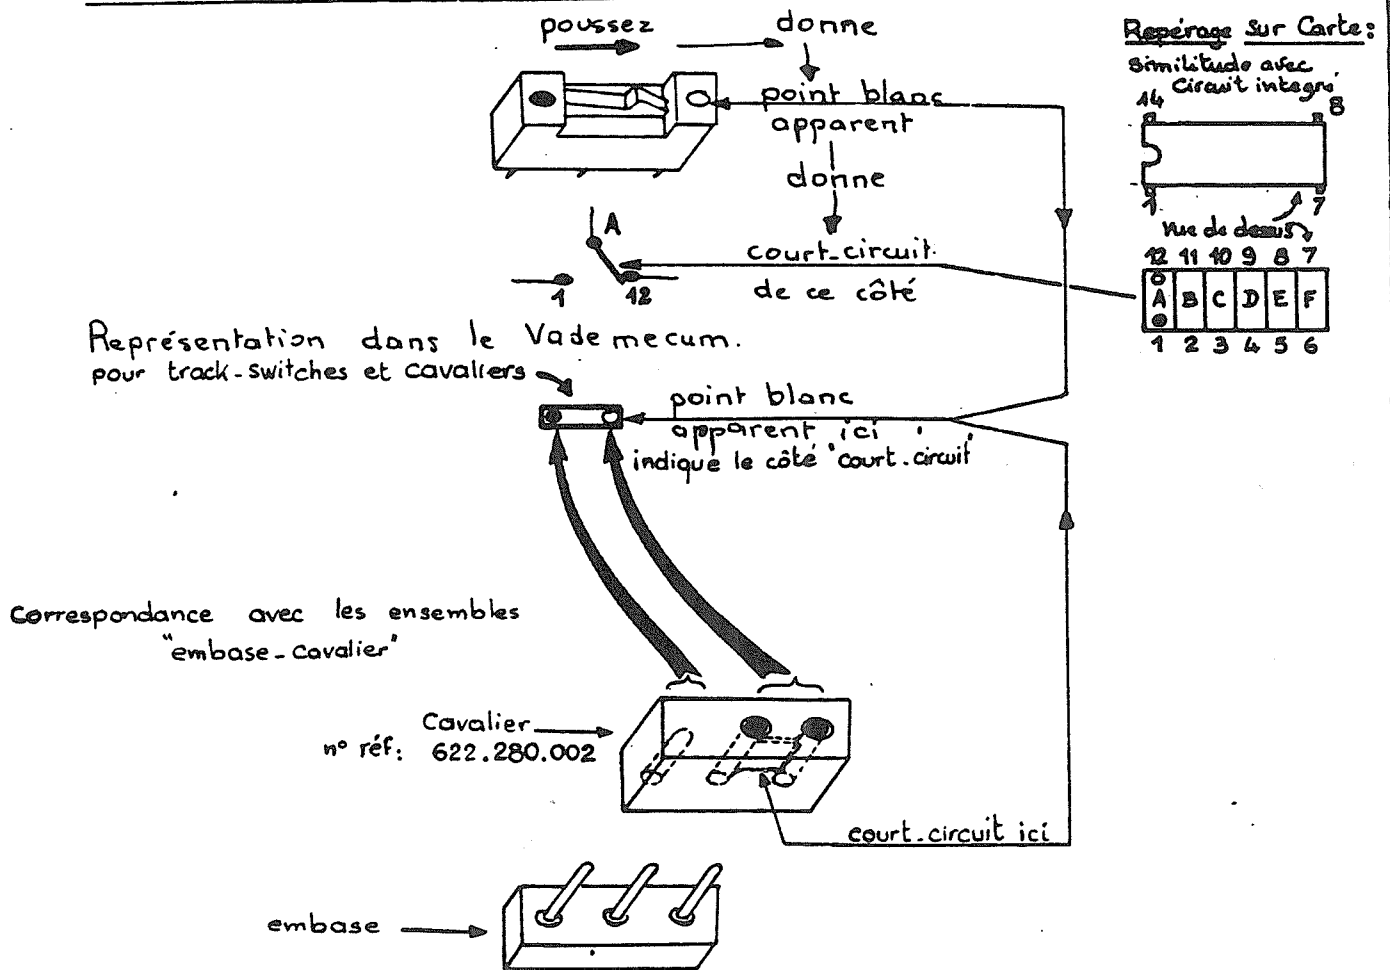 poussez donne
Repérage sur Carte:
Similitude avec
Circuit integré
14 8
point blanc
apparent
donne
1 7
vue de dessus
A
court-circuit
12 11 10 9 8 7
A B C D E F
1 12
de ce côté
1 2 3 4 5 6
Représentation dans le Vade mecum.
pour track-switches et cavaliers
point blanc
apparent ici
indique le côté "court-circuit"
Correspondance avec les ensembles
"embase-cavalier"
Cavalier
n° réf: 622.280.002
court-circuit ici
embase